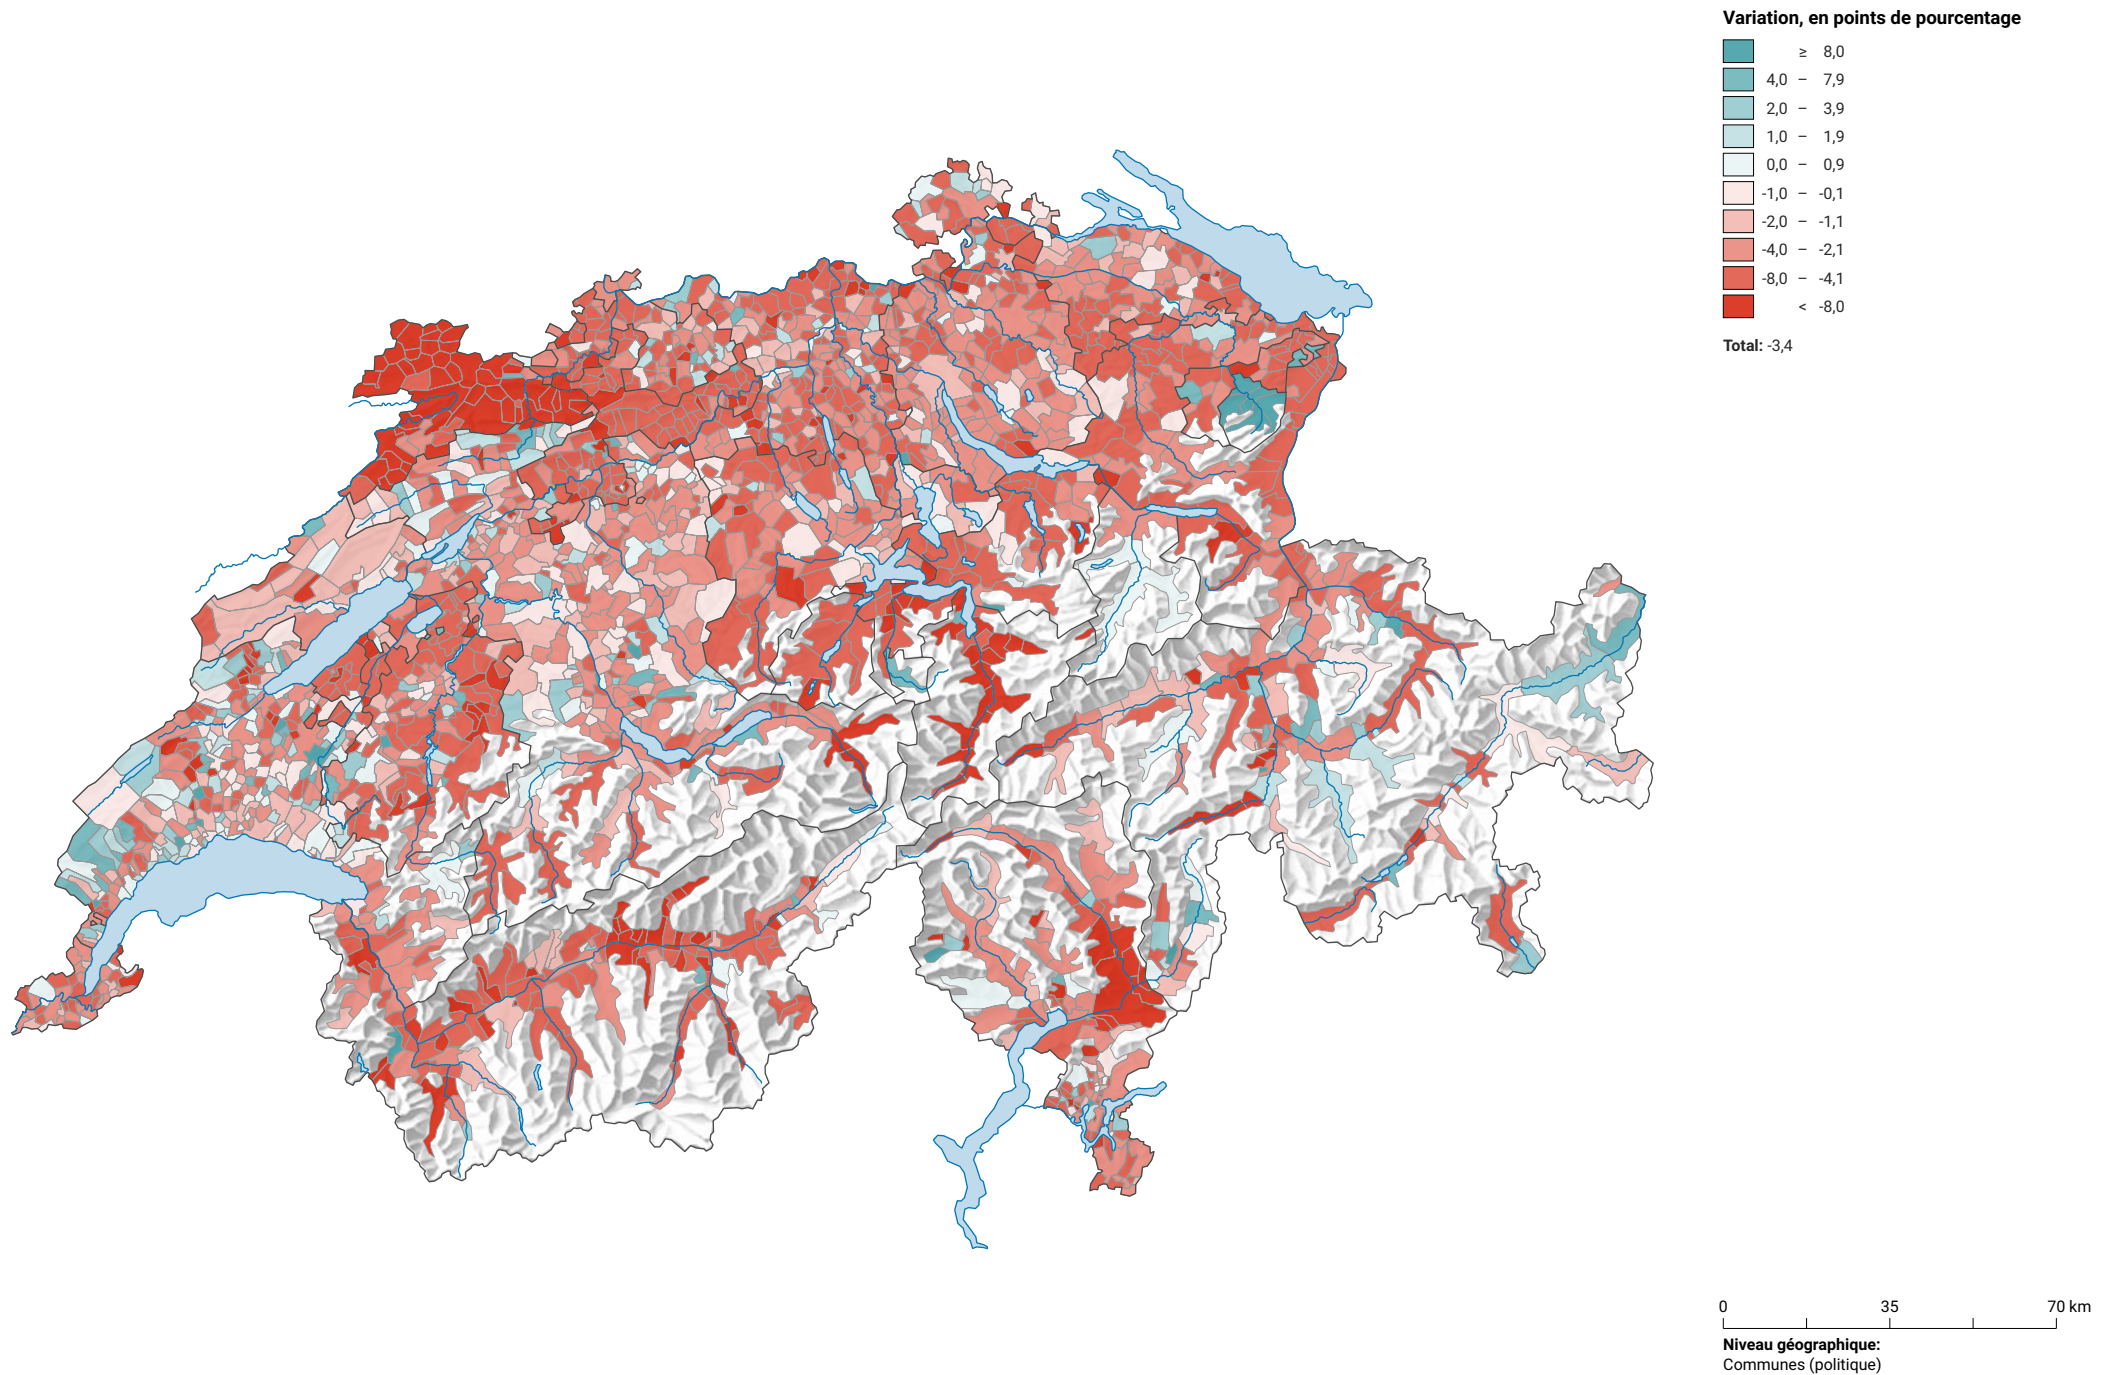 Variation, en points de pourcentage
≥ 8,0
4,0 – 7,9
2,0 – 3,9
1,0 – 1,9
0,0 – 0,9
-1,0 – -0,1
-2,0 – -1,1
-4,0 – -2,1
-8,0 – -4,1
< -8,0
Total: -3,4
0 35 70 km
Niveau géographique:
Communes (politique)